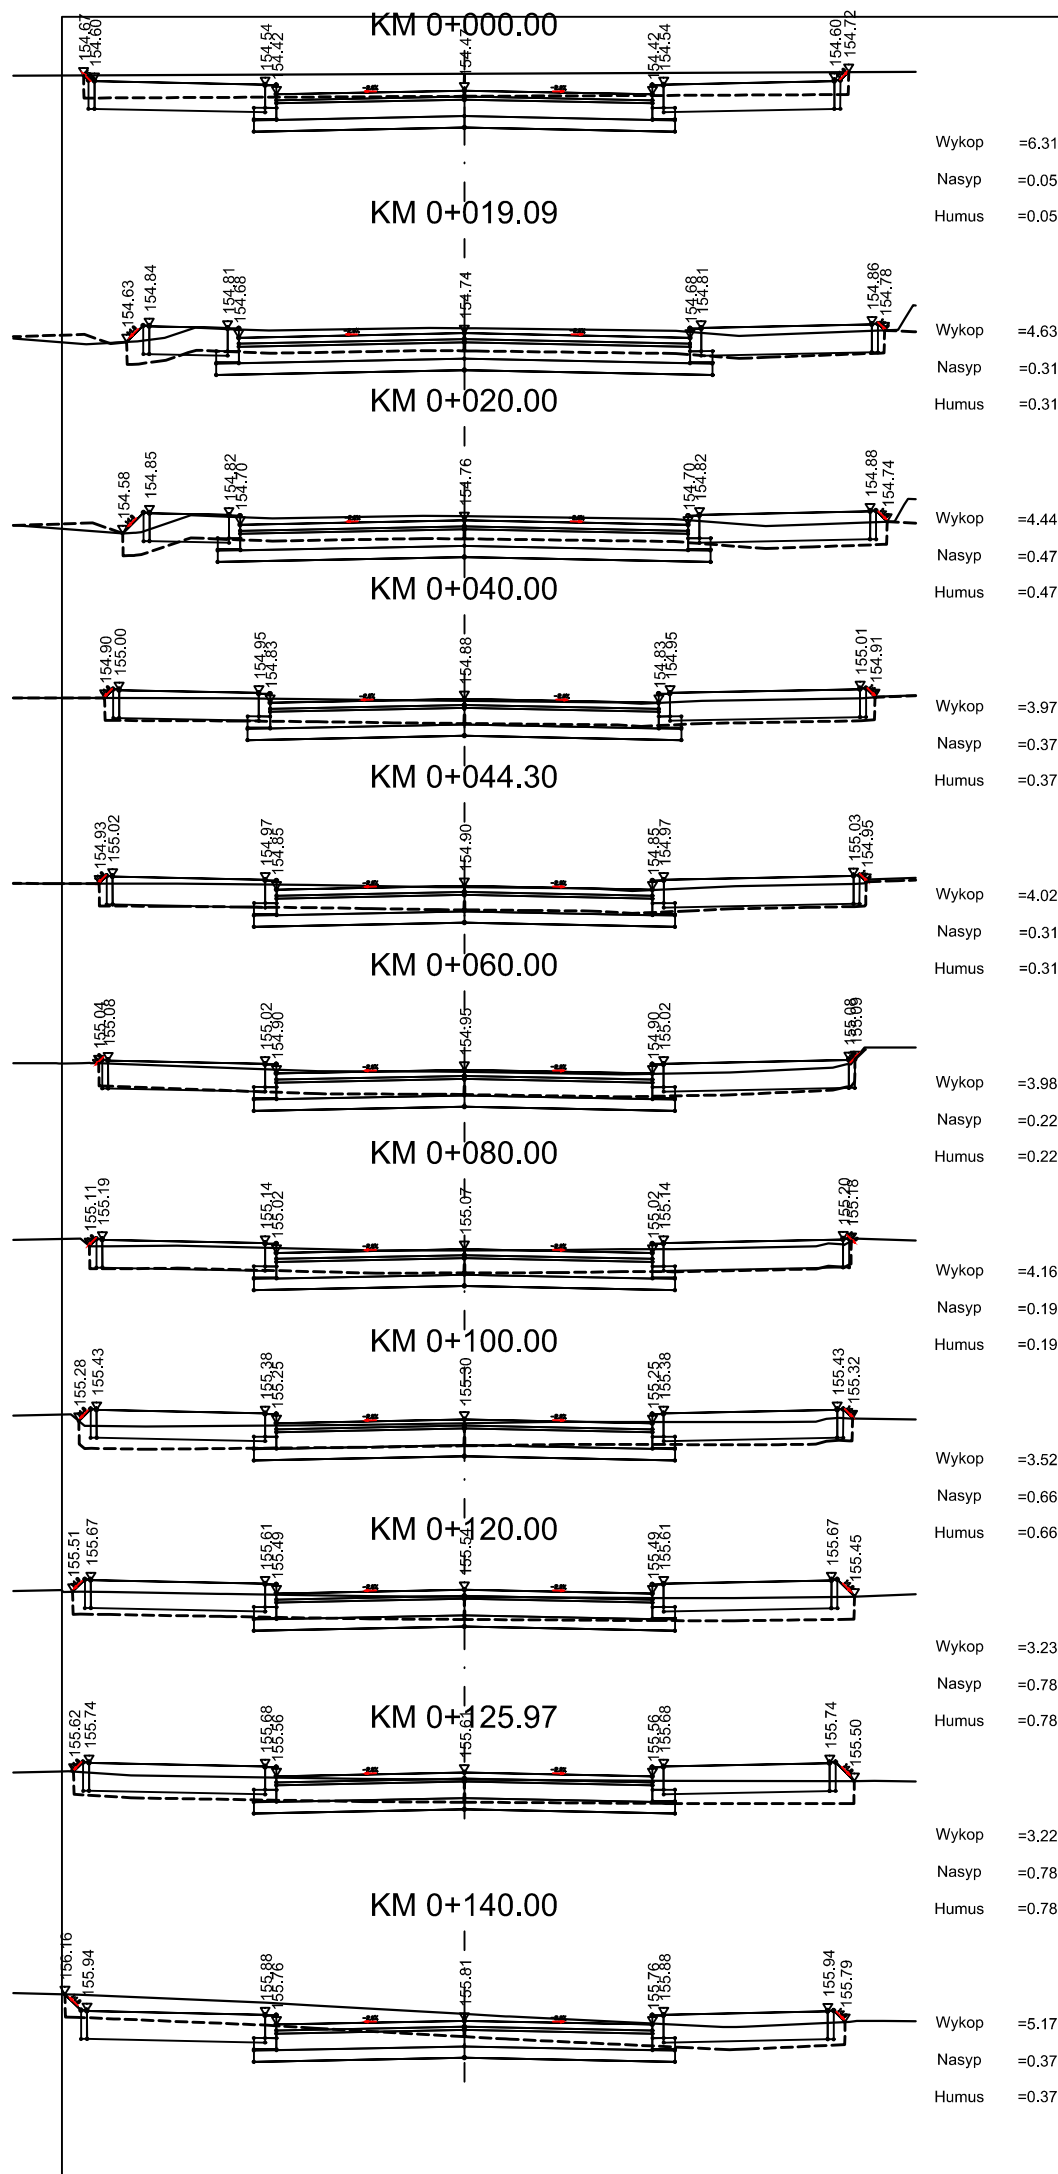 KM 0+000.00
154.67
154.60
154.54
154.42
154.47
154.42
154.54
154.60
154.72
Wykop =6.31
Nasyp =0.05
Humus =0.05
KM 0+019.09
154.63
154.84
154.81
154.68
154.74
154.68
154.81
154.86
154.78
Wykop =4.63
Nasyp =0.31
Humus =0.31
KM 0+020.00
154.58
154.85
154.82
154.70
154.76
154.70
154.82
154.88
154.74
Wykop =4.44
Nasyp =0.47
Humus =0.47
KM 0+040.00
154.90
155.00
154.95
154.83
154.88
154.83
154.95
155.01
154.91
Wykop =3.97
Nasyp =0.37
Humus =0.37
KM 0+044.30
154.93
155.02
154.97
154.85
154.90
154.85
154.97
155.03
154.95
Wykop =4.02
Nasyp =0.31
Humus =0.31
KM 0+060.00
155.04
155.08
155.02
154.90
154.95
154.90
155.02
155.08
155.09
Wykop =3.98
Nasyp =0.22
Humus =0.22
KM 0+080.00
155.11
155.19
155.14
155.02
155.07
155.02
155.14
155.20
155.18
Wykop =4.16
Nasyp =0.19
Humus =0.19
KM 0+100.00
155.28
155.43
155.38
155.25
155.30
155.25
155.38
155.43
155.32
Wykop =3.52
Nasyp =0.66
Humus =0.66
KM 0+120.00
155.51
155.67
155.61
155.49
155.54
155.49
155.61
155.67
155.45
Wykop =3.23
Nasyp =0.78
Humus =0.78
KM 0+125.97
155.62
155.74
155.68
155.56
155.61
155.56
155.68
155.74
155.50
Wykop =3.22
Nasyp =0.78
Humus =0.78
KM 0+140.00
156.16
155.94
155.88
155.76
155.81
155.76
155.88
155.94
155.79
Wykop =5.17
Nasyp =0.37
Humus =0.37